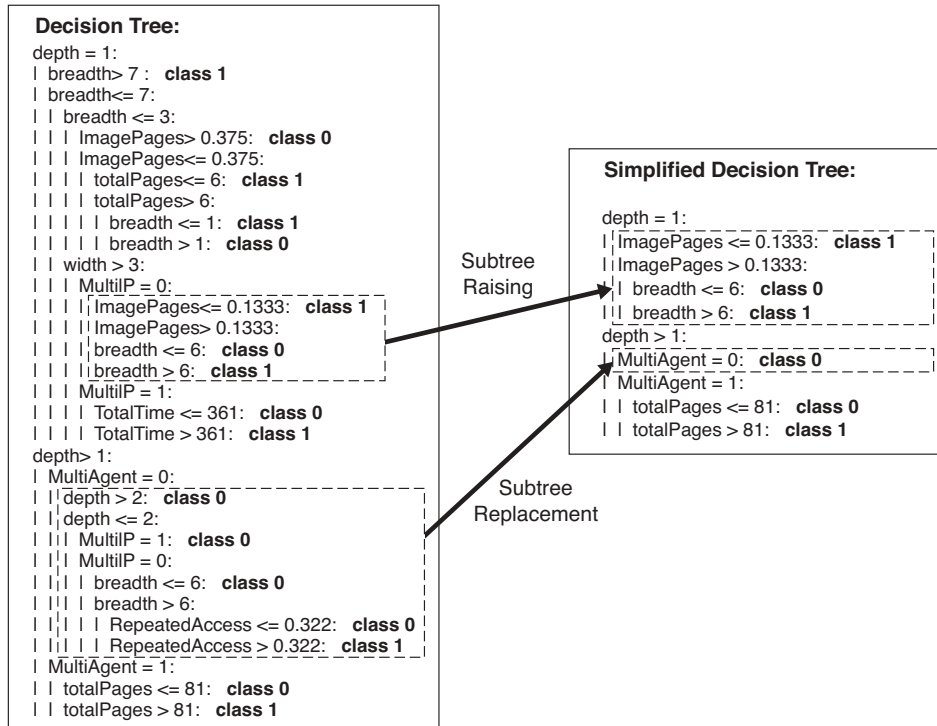 Decision Tree:
depth = 1:
| breadth> 7 : class 1
| breadth<= 7:
| | breadth <= 3:
| | | ImagePages> 0.375: class 0
| | | ImagePages<= 0.375:
| | | | totalPages<= 6: class 1
| | | | totalPages> 6:
| | | | | breadth <= 1: class 1
| | | | | breadth > 1: class 0
| | width > 3:
| | | MultiIP = 0:
| | | | ImagePages<= 0.1333: class 1
| | | | ImagePages> 0.1333:
| | | | breadth <= 6: class 0
| | | | breadth > 6: class 1
| | | MultiIP = 1:
| | | | TotalTime <= 361: class 0
| | | | TotalTime > 361: class 1
depth> 1:
| MultiAgent = 0:
| | depth > 2: class 0
| | depth <= 2:
| | | MultiIP = 1: class 0
| | | MultiIP = 0:
| | | | breadth <= 6: class 0
| | | | breadth > 6:
| | | | | RepeatedAccess <= 0.322: class 0
| | | | | RepeatedAccess > 0.322: class 1
| MultiAgent = 1:
| | totalPages <= 81: class 0
| | totalPages > 81: class 1
Subtree
Raising
Subtree
Replacement
Simplified Decision Tree:
depth = 1:
| ImagePages <= 0.1333: class 1
| ImagePages > 0.1333:
| | breadth <= 6: class 0
| | breadth > 6: class 1
depth > 1:
| MultiAgent = 0: class 0
| MultiAgent = 1:
| | totalPages <= 81: class 0
| | totalPages > 81: class 1